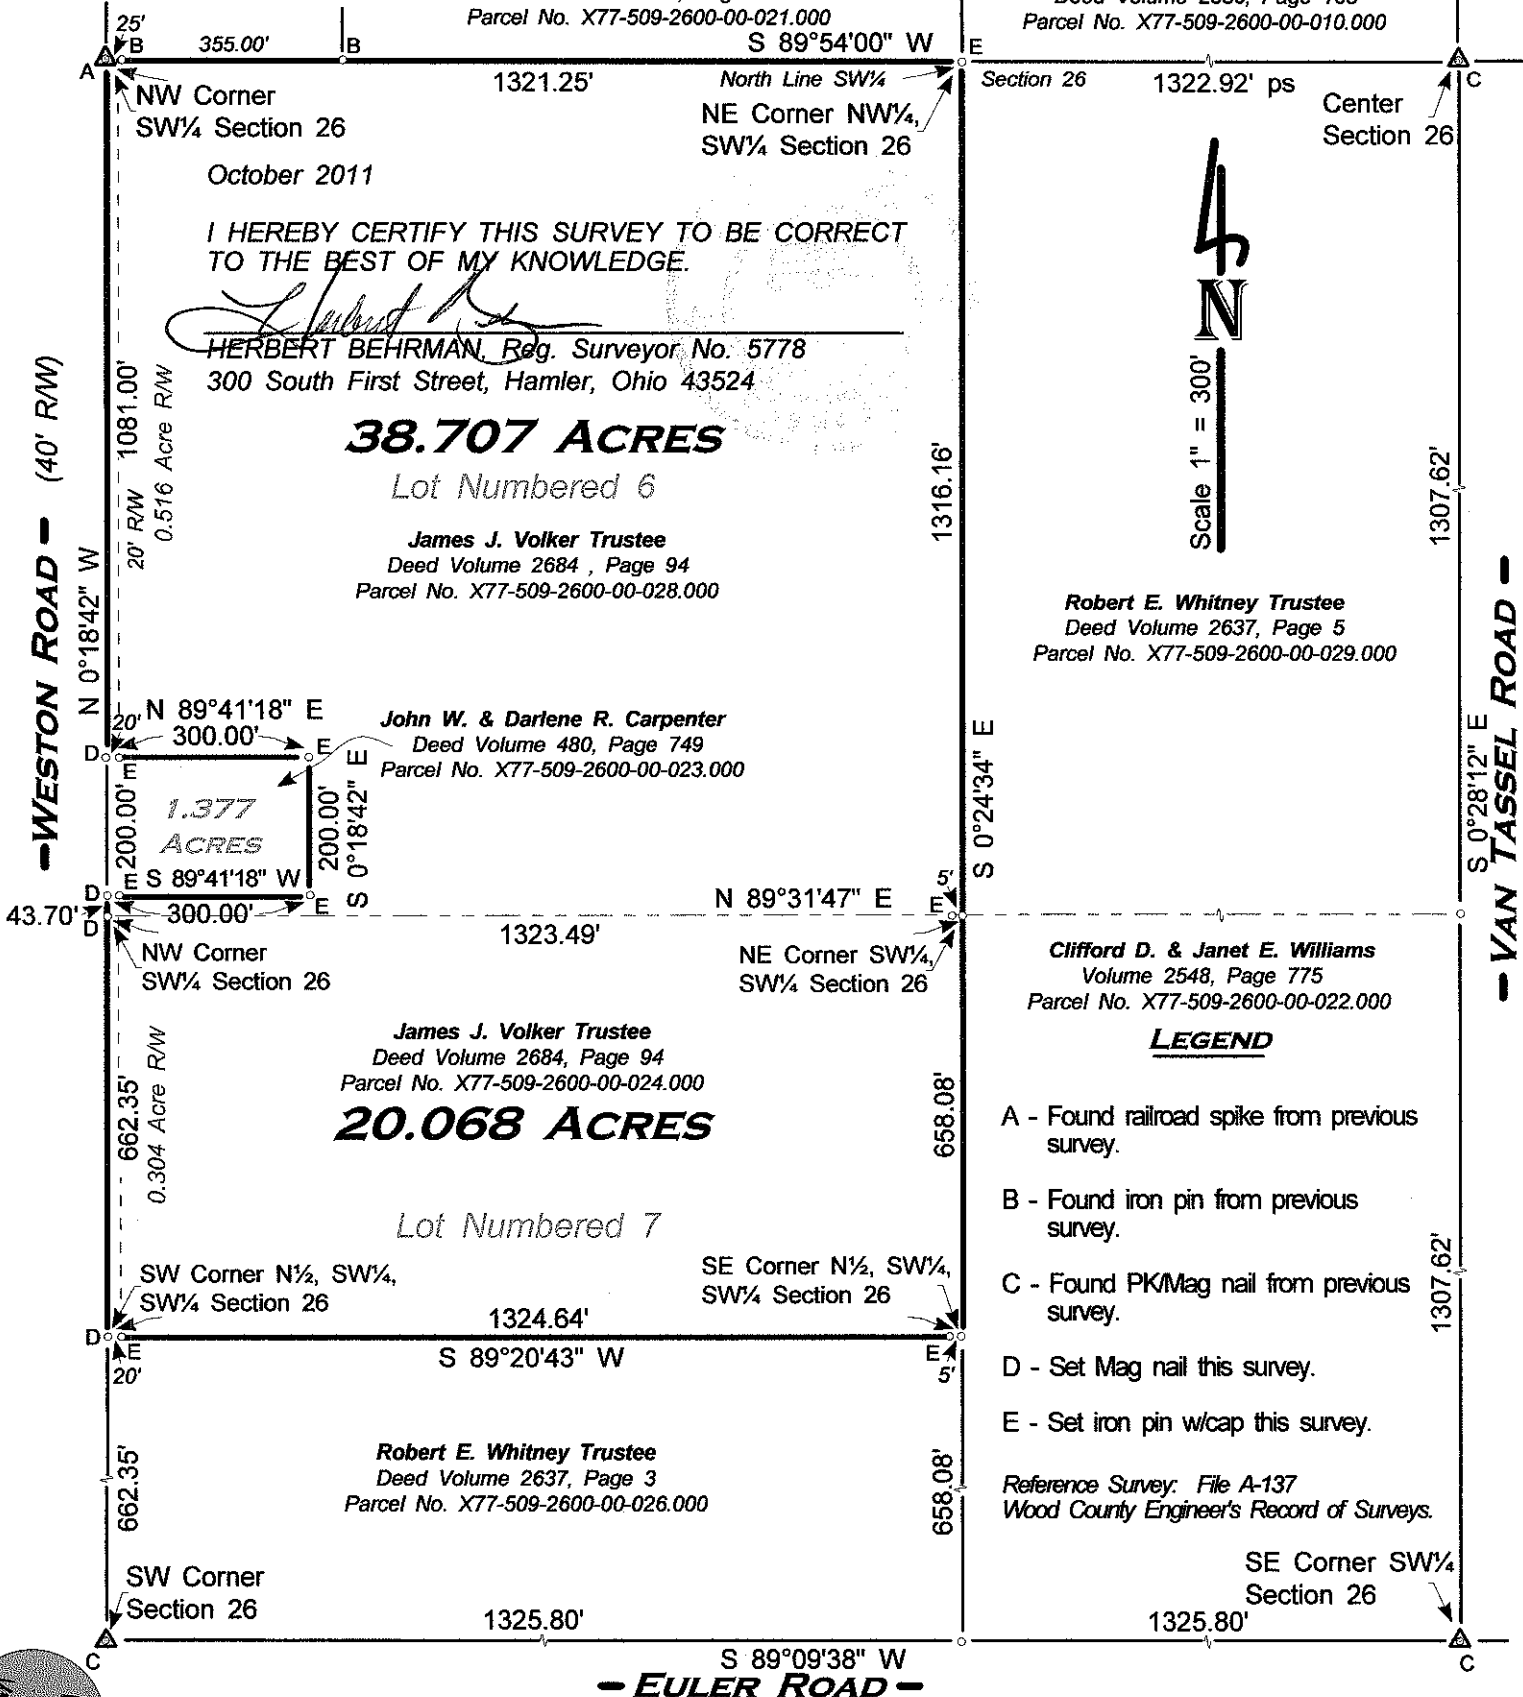 Parcel No. X77-509-2600-00-021.000
Parcel No. X77-509-2600-00-010.000
25'
B
355.00'
B
S 89°54'00" W
E
A
1321.25'
North Line SW¼
Section 26
1322.92' ps
C
NW Corner
SW¼ Section 26
NE Corner NW¼,
SW¼ Section 26
Center
Section 26
October 2011
I HEREBY CERTIFY THIS SURVEY TO BE CORRECT
TO THE BEST OF MY KNOWLEDGE.
HERBERT BEHRMAN, Reg. Surveyor No. 5778
300 South First Street, Hamler, Ohio 43524
N
Scale 1" = 300'
38.707 ACRES
Lot Numbered 6
James J. Volker Trustee
Deed Volume 2684 , Page 94
Parcel No. X77-509-2600-00-028.000
WESTON ROAD - (40' R/W)
N 0°18'42" W
1081.00'
20' R/W
0.516 Acre R/W
1316.16'
S 0°24'34" E
1307.62'
S 0°28'12" E
- VAN TASSEL ROAD -
Robert E. Whitney Trustee
Deed Volume 2637, Page 5
Parcel No. X77-509-2600-00-029.000
20'
N 89°41'18" E
300.00'
D
E
E
John W. & Darlene R. Carpenter
Deed Volume 480, Page 749
Parcel No. X77-509-2600-00-023.000
200.00'
1.377
ACRES
200.00'
S 0°18'42" E
S 89°41'18" W
D
E
E
300.00'
43.70'
D
N 89°31'47" E
5'
E
1323.49'
NW Corner
SW¼ Section 26
NE Corner SW¼,
SW¼ Section 26
Clifford D. & Janet E. Williams
Volume 2548, Page 775
Parcel No. X77-509-2600-00-022.000
James J. Volker Trustee
Deed Volume 2684, Page 94
Parcel No. X77-509-2600-00-024.000
20.068 ACRES
662.35'
0.304 Acre R/W
658.08'
Lot Numbered 7
LEGEND
A - Found railroad spike from previous
survey.
B - Found iron pin from previous
survey.
C - Found PK/Mag nail from previous
survey.
D - Set Mag nail this survey.
E - Set iron pin w/cap this survey.
Reference Survey: File A-137
Wood County Engineer's Record of Surveys.
1307.62'
SW Corner N½, SW¼,
SW¼ Section 26
SE Corner N½, SW¼,
SW¼ Section 26
1324.64'
D
E
20'
S 89°20'43" W
E
5'
Robert E. Whitney Trustee
Deed Volume 2637, Page 3
Parcel No. X77-509-2600-00-026.000
662.35'
658.08'
SW Corner
Section 26
SE Corner SW¼
Section 26
1325.80'
1325.80'
C
S 89°09'38" W
C
- EULER ROAD -